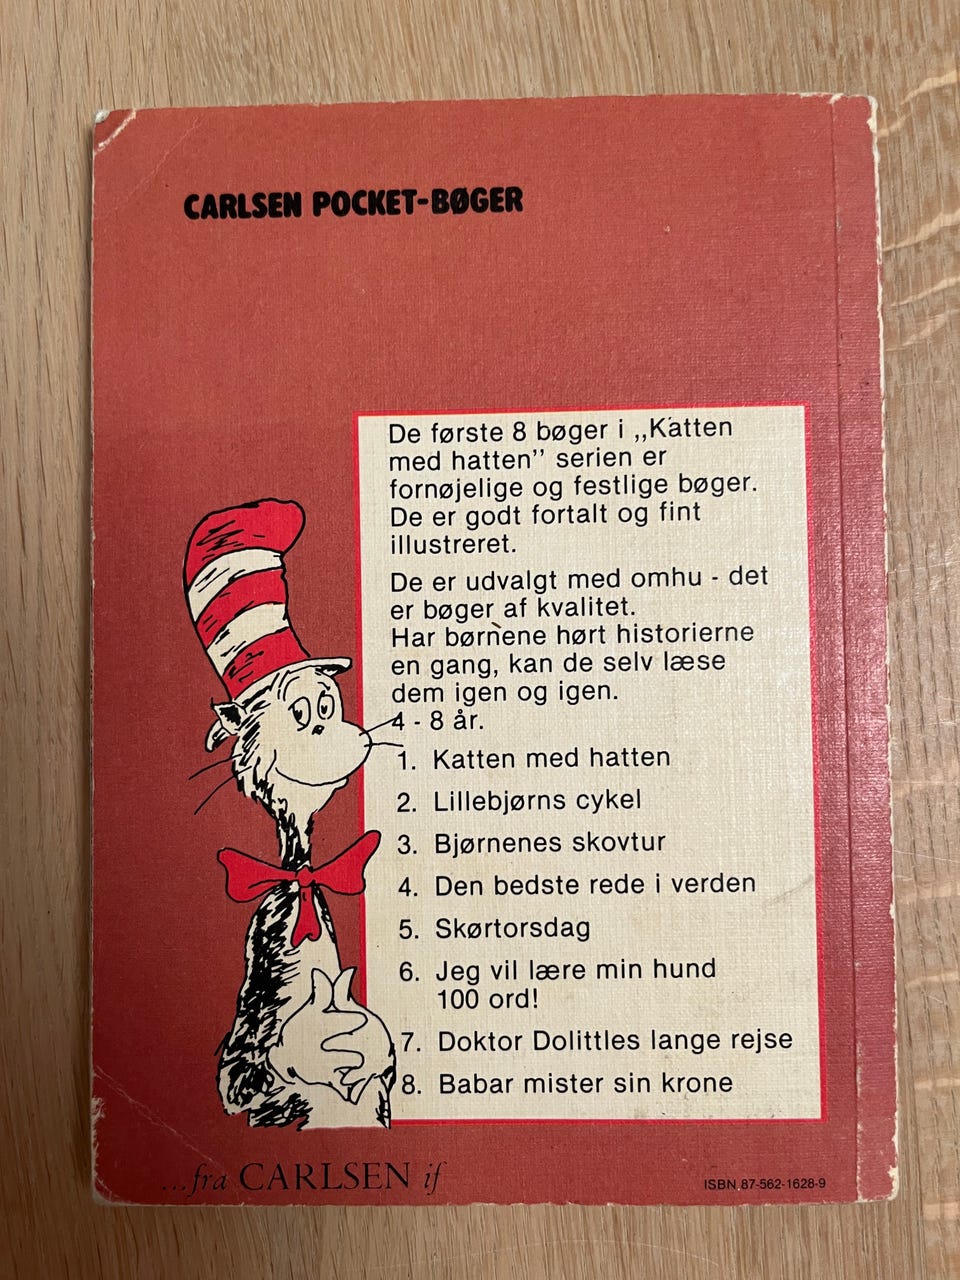 CARLSEN POCKET-BØGER
De første 8 bøger i ,,Katten
med hatten'' serien er
fornøjelige og festlige bøger.
De er godt fortalt og fint
illustreret.
De er udvalgt med omhu - det
er bøger af kvalitet.
Har børnene hørt historierne
en gang, kan de selv læse
dem igen og igen.
4 - 8 år.
1. Katten med hatten
2. Lillebjørns cykel
3. Bjørnenes skovtur
4. Den bedste rede i verden
5. Skørtorsdag
6. Jeg vil lære min hund
100 ord!
7. Doktor Dolittles lange rejse
8. Babar mister sin krone
...fra CARLSEN if
ISBN 87-562-1628-9